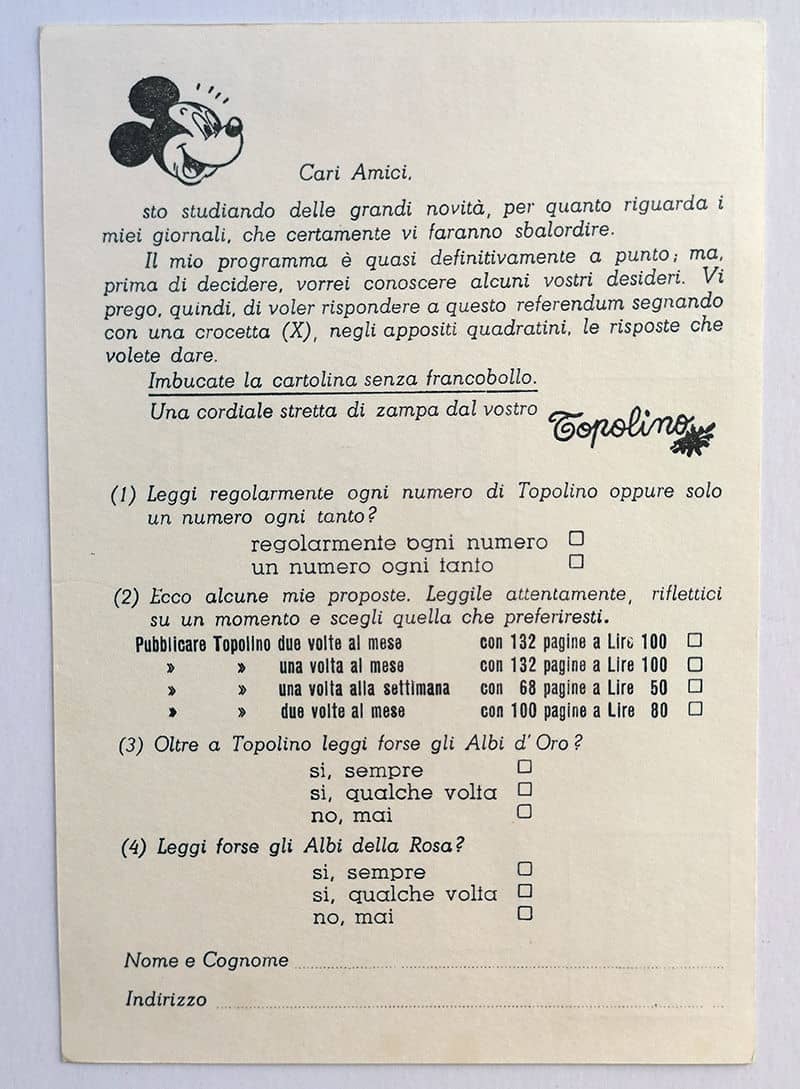 Cari Amici,
sto studiando delle grandi novità, per quanto riguarda i
miei giornali, che certamente vi faranno sbalordire.
Il mio programma è quasi definitivamente a punto; ma,
prima di decidere, vorrei conoscere alcuni vostri desideri. Vi
prego, quindi, di voler rispondere a questo referendum segnando
con una crocetta (X), negli appositi quadratini, le risposte che
volete dare.
Imbucate la cartolina senza francobollo.
Una cordiale stretta di zampa dal vostro Topolino
(1) Leggi regolarmente ogni numero di Topolino oppure solo
un numero ogni tanto?
regolarmente ogni numero ☐
un numero ogni tanto ☐
(2) Ecco alcune mie proposte. Leggile attentamente, riflettici
su un momento e scegli quella che preferiresti.
Pubblicare Topolino due volte al mese con 132 pagine a Lire 100 ☐
» » una volta al mese con 132 pagine a Lire 100 ☐
» » una volta alla settimana con 68 pagine a Lire 50 ☐
» » due volte al mese con 100 pagine a Lire 80 ☐
(3) Oltre a Topolino leggi forse gli Albi d'Oro?
si, sempre ☐
si, qualche volta ☐
no, mai ☐
(4) Leggi forse gli Albi della Rosa?
si, sempre ☐
si, qualche volta ☐
no, mai ☐
Nome e Cognome
Indirizzo